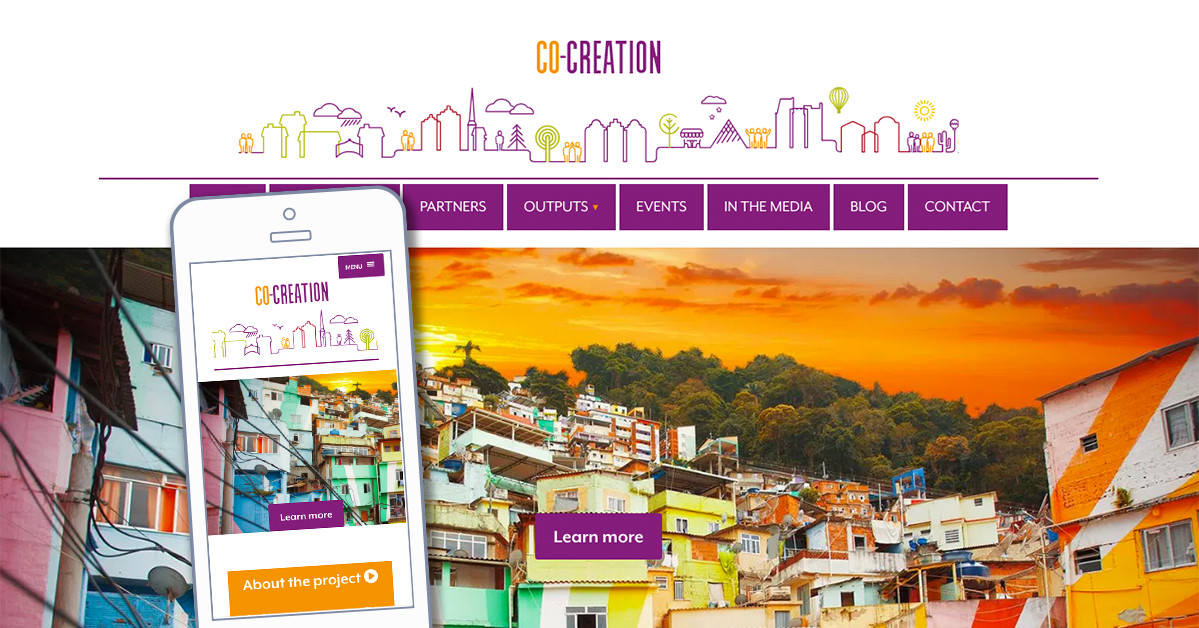 CO-CREATION
PARTNERS
OUTPUTS ▾
EVENTS
IN THE MEDIA
BLOG
CONTACT
MENU
CO-CREATION
Learn more
About the project
Learn more